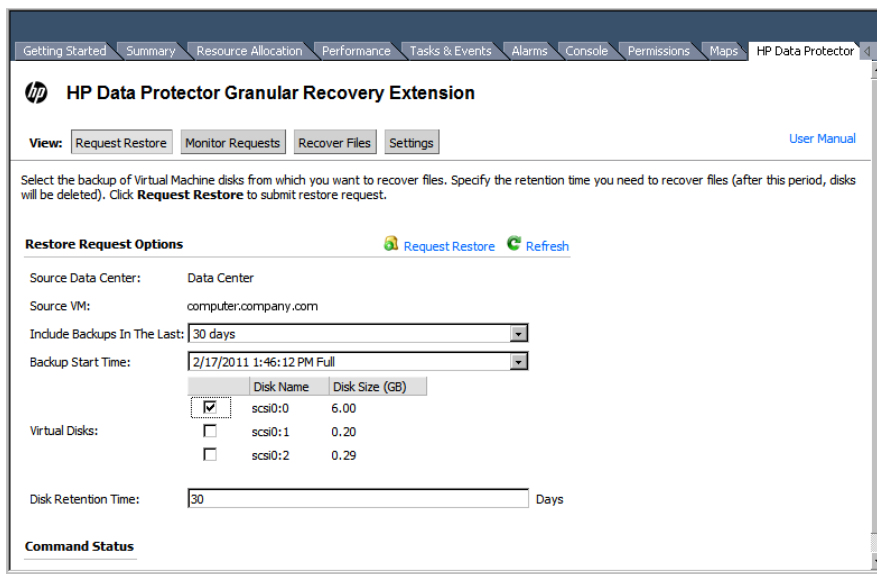 Getting Started Summary Resource Allocation Performance Tasks & Events Alarms Console Permissions Maps HP Data Protector
hp HP Data Protector Granular Recovery Extension
View: Request Restore Monitor Requests Recover Files Settings User Manual
Select the backup of Virtual Machine disks from which you want to recover files. Specify the retention time you need to recover files (after this period, disks
will be deleted). Click Request Restore to submit restore request.
Restore Request Options Request Restore Refresh
Source Data Center: Data Center
Source VM: computer.company.com
Include Backups In The Last: 30 days
Backup Start Time: 2/17/2011 1:46:12 PM Full
Disk Name Disk Size (GB)
scsi0:0 6.00
Virtual Disks: scsi0:1 0.20
scsi0:2 0.29
Disk Retention Time: 30 Days
Command Status